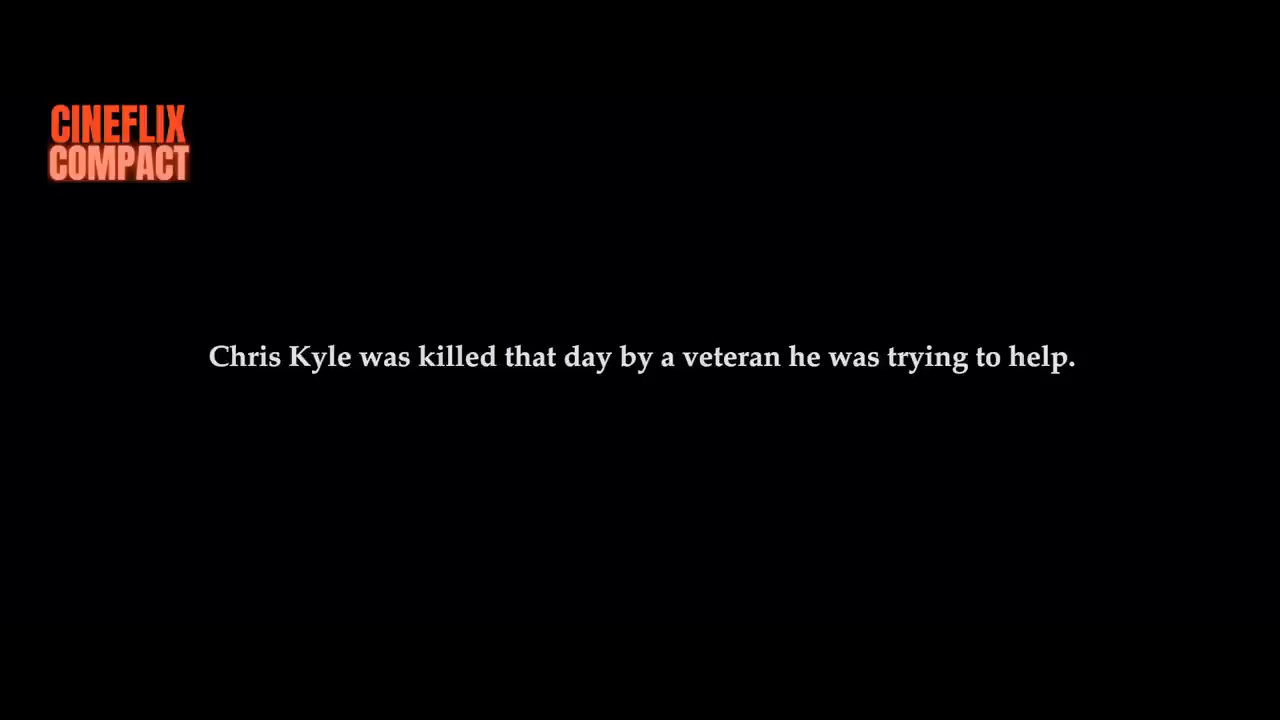 CINEFLIX
COMPACT
Chris Kyle was killed that day by a veteran he was trying to help.